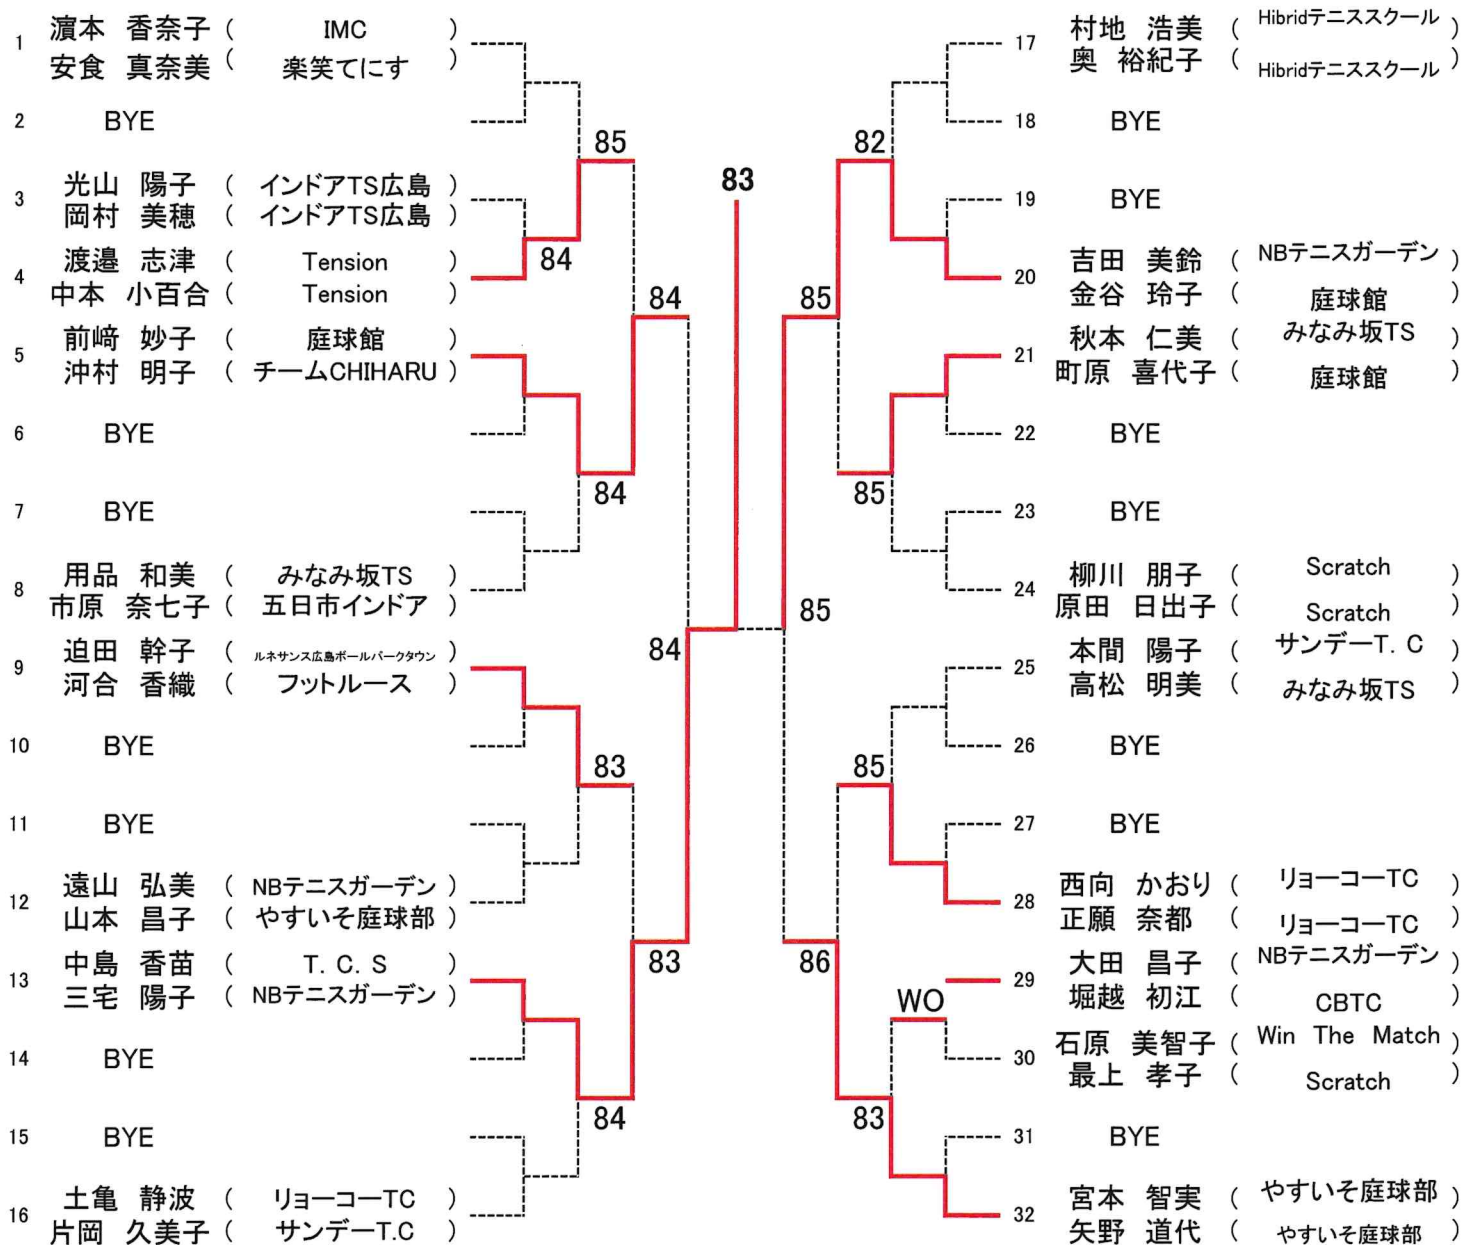 1 濵本 香奈子 ( IMC )
安食 真奈美 ( 楽笑てにす )
2 BYE
85
3 光山 陽子 ( インドアTS広島 )
岡村 美穂 ( インドアTS広島 )
84
4 渡邉 志津 ( Tension )
中本 小百合 ( Tension )
84
5 前﨑 妙子 ( 庭球館 )
沖村 明子 ( チームCHIHARU )
6 BYE
84
7 BYE
8 用品 和美 ( みなみ坂TS )
市原 奈七子 ( 五日市インドア )
84
9 迫田 幹子 ( ルネサンス広島ボールパークタウン )
河合 香織 ( フットルース )
10 BYE
83
11 BYE
12 遠山 弘美 ( NBテニスガーデン )
山本 昌子 ( やすいそ庭球部 )
83
13 中島 香苗 ( T. C. S )
三宅 陽子 ( NBテニスガーデン )
14 BYE
84
15 BYE
16 土亀 静波 ( リョーコーTC )
片岡 久美子 ( サンデーT.C )
83
17 村地 浩美 ( Hibridテニススクール )
奥 裕紀子 ( Hibridテニススクール )
18 BYE
82
19 BYE
20 吉田 美鈴 ( NBテニスガーデン )
金谷 玲子 ( 庭球館 )
85
21 秋本 仁美 ( みなみ坂TS )
町原 喜代子 ( 庭球館 )
22 BYE
85
23 BYE
24 柳川 朋子 ( Scratch )
原田 日出子 ( Scratch )
85
25 本間 陽子 ( サンデーT. C )
高松 明美 ( みなみ坂TS )
26 BYE
85
27 BYE
28 西向 かおり ( リョーコーTC )
正願 奈都 ( リョーコーTC )
86
29 大田 昌子 ( NBテニスガーデン )
堀越 初江 ( CBTC )
WO
30 石原 美智子 ( Win The Match )
最上 孝子 ( Scratch )
83
31 BYE
32 宮本 智実 ( やすいそ庭球部 )
矢野 道代 ( やすいそ庭球部 )